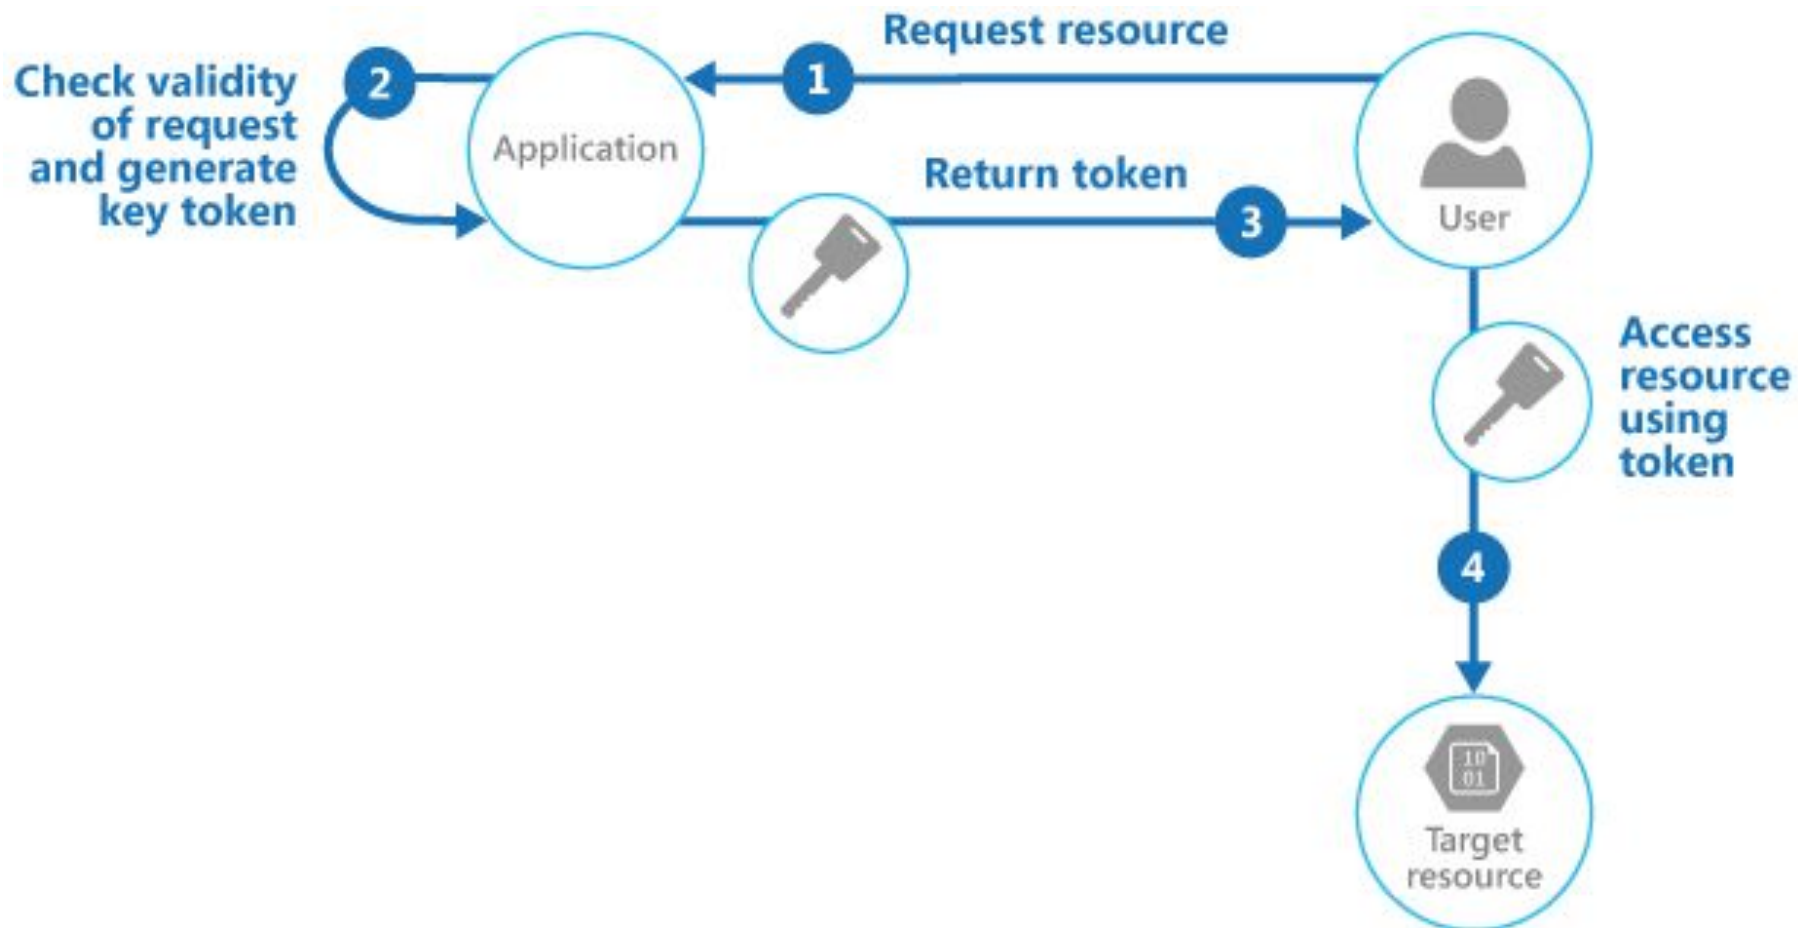 Request resource
1
2
Check validity
of request
and generate
key token
Application
Return token
3
User
Access
resource
using
token
4
10
01
Target
resource